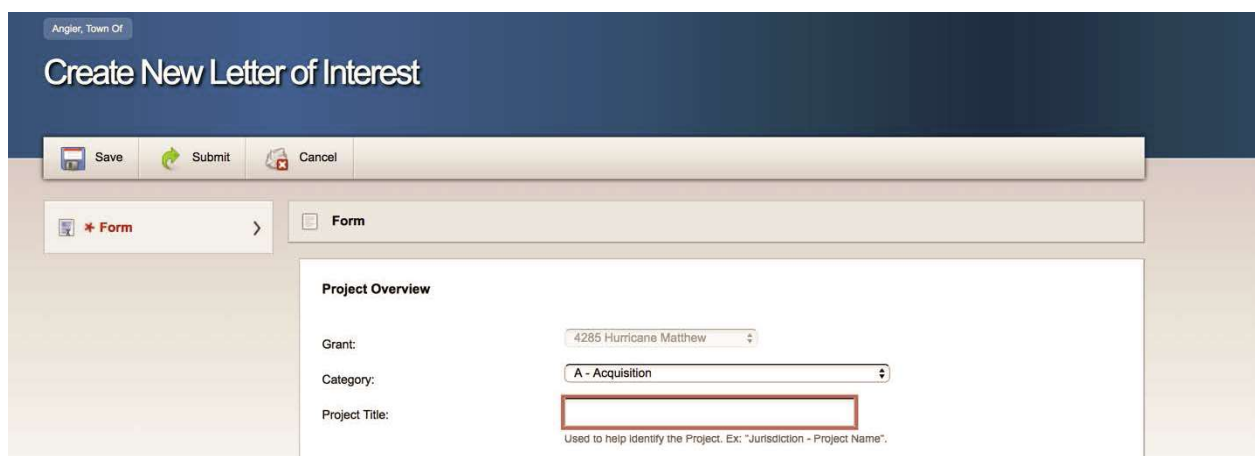 Angier, Town Of
Create New Letter of Interest
Save Submit Cancel
* Form
Form
Project Overview
Grant: 4285 Hurricane Matthew
Category: A - Acquisition
Project Title:
Used to help identify the Project. Ex: "Jurisdiction - Project Name".